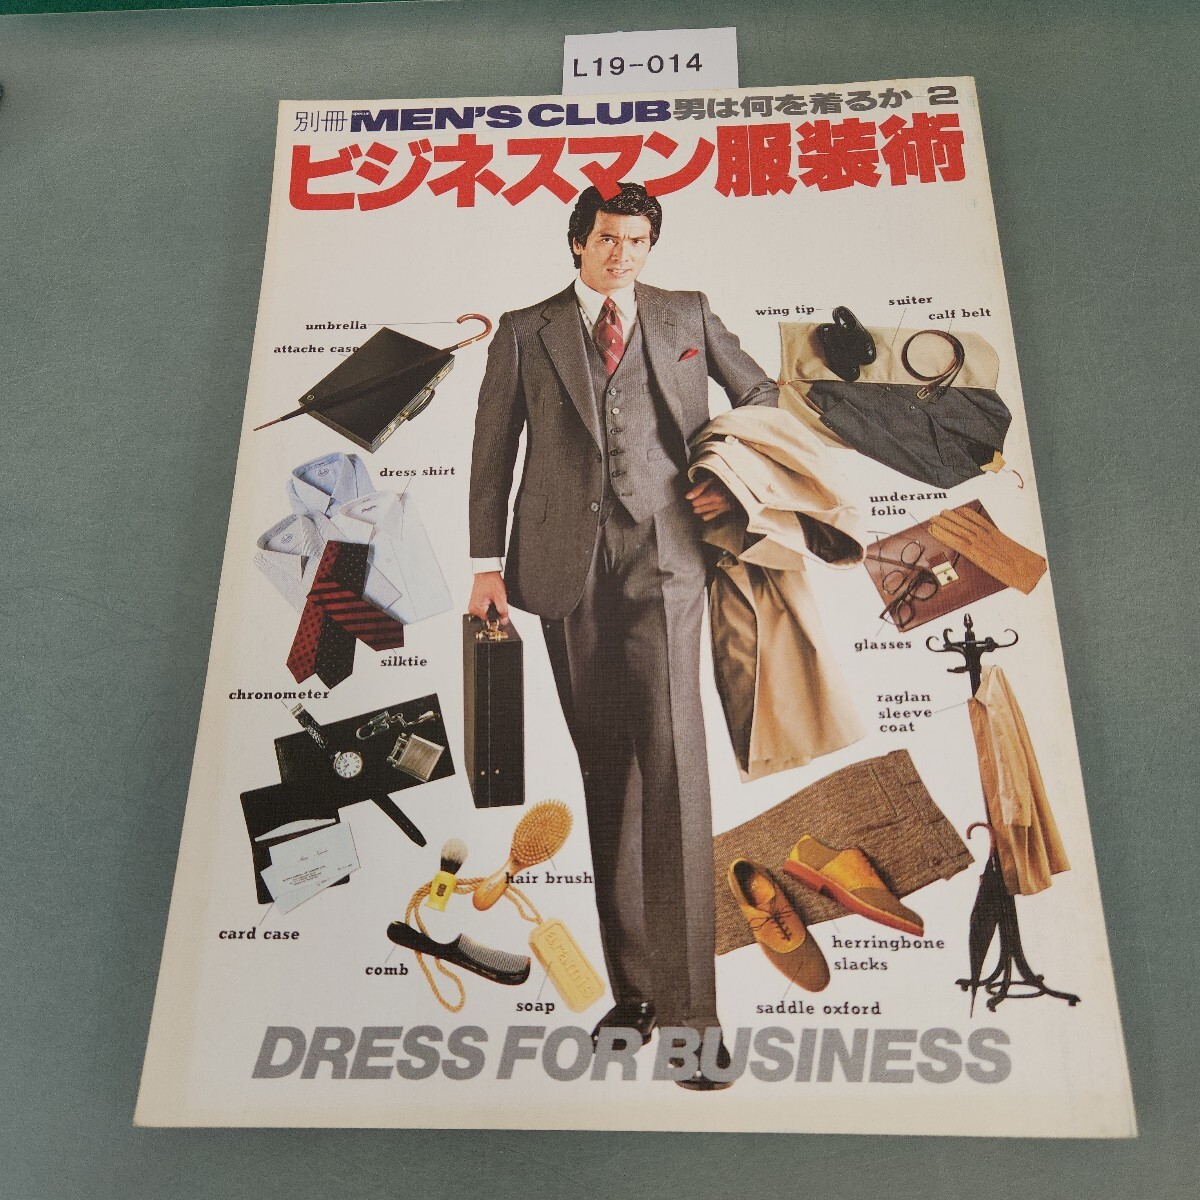 L19-014
別冊 MEN'S CLUB 男は何を着るか—2
ビジネスマン服装術
umbrella
attache case
wing tip
suiter
calf belt
dress shirt
underarm
folio
silktie
glasses
chronometer
raglan
sleeve
coat
hair brush
card case
comb
aramis
soap
herringbone
slacks
saddle oxford
DRESS FOR BUSINESS